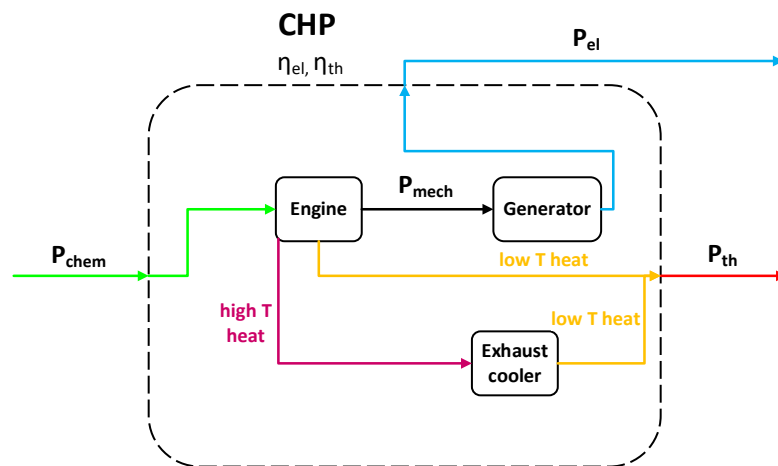 CHP
ηel, ηth
Pel
Pmech
Engine
Generator
Pchem
low T heat
Pth
high T
heat
low T heat
Exhaust
cooler